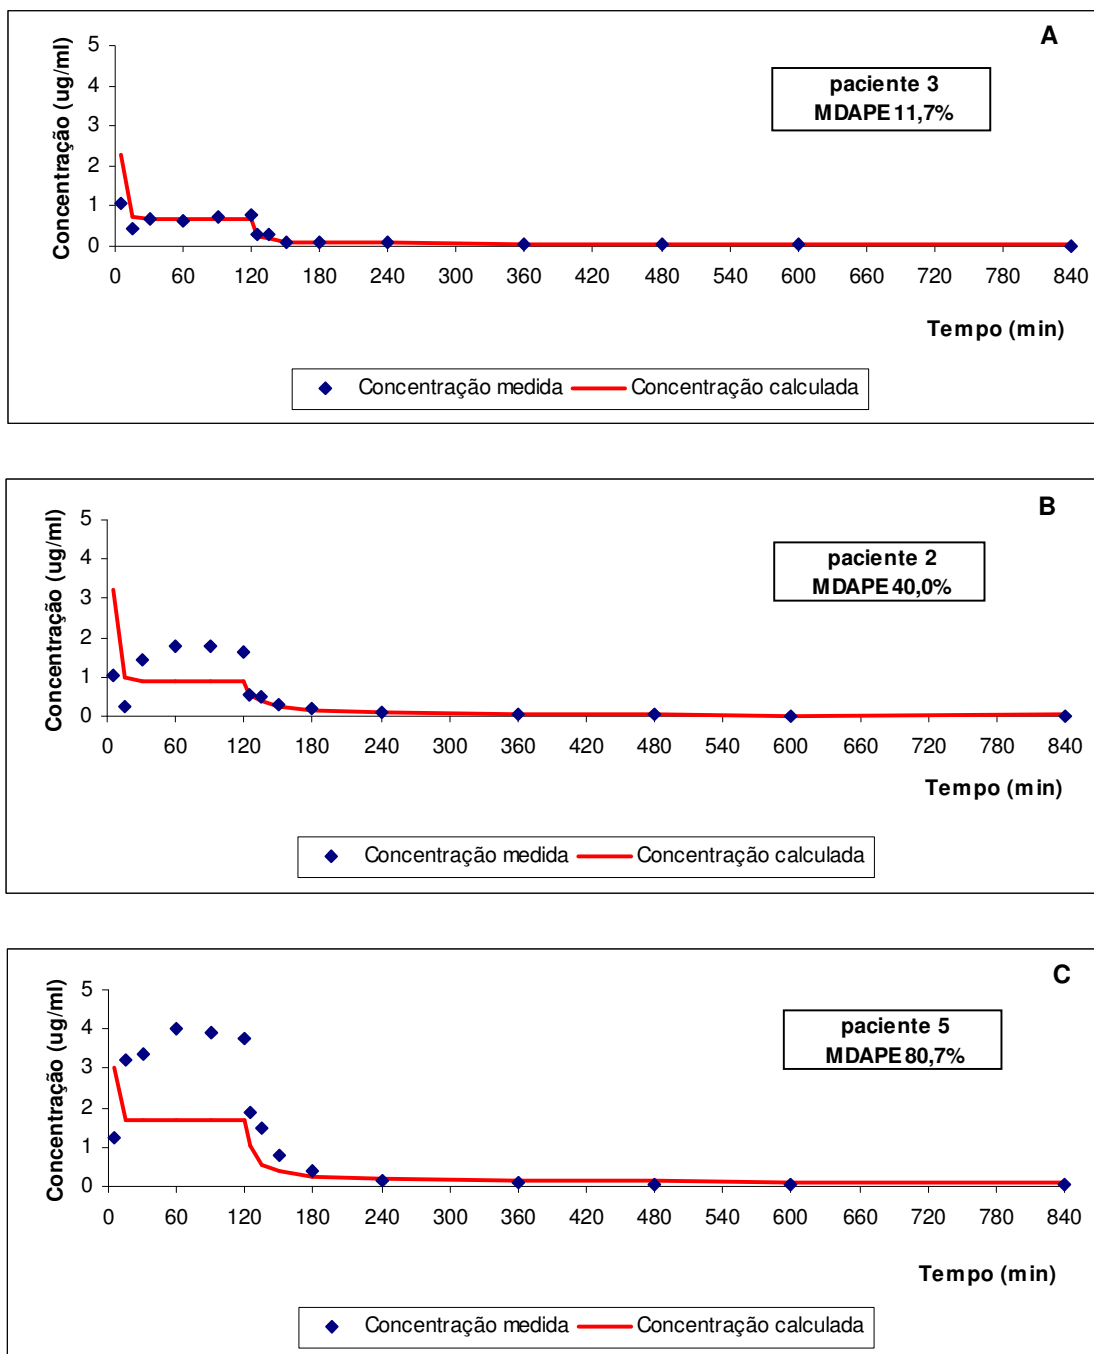 A
paciente 3
MDAPE 11,7%
Concentração (ug/ml)
5
4
3
2
1
0
0 60 120 180 240 300 360 420 480 540 600 660 720 780 840
Tempo (min)
Concentração medida Concentração calculada
B
paciente 2
MDAPE 40,0%
Concentração (ug/ml)
5
4
3
2
1
0
0 60 120 180 240 300 360 420 480 540 600 660 720 780 840
Tempo (min)
Concentração medida Concentração calculada
C
paciente 5
MDAPE 80,7%
Concentração (ug/ml)
5
4
3
2
1
0
0 60 120 180 240 300 360 420 480 540 600 660 720 780 840
Tempo (min)
Concentração medida Concentração calculada